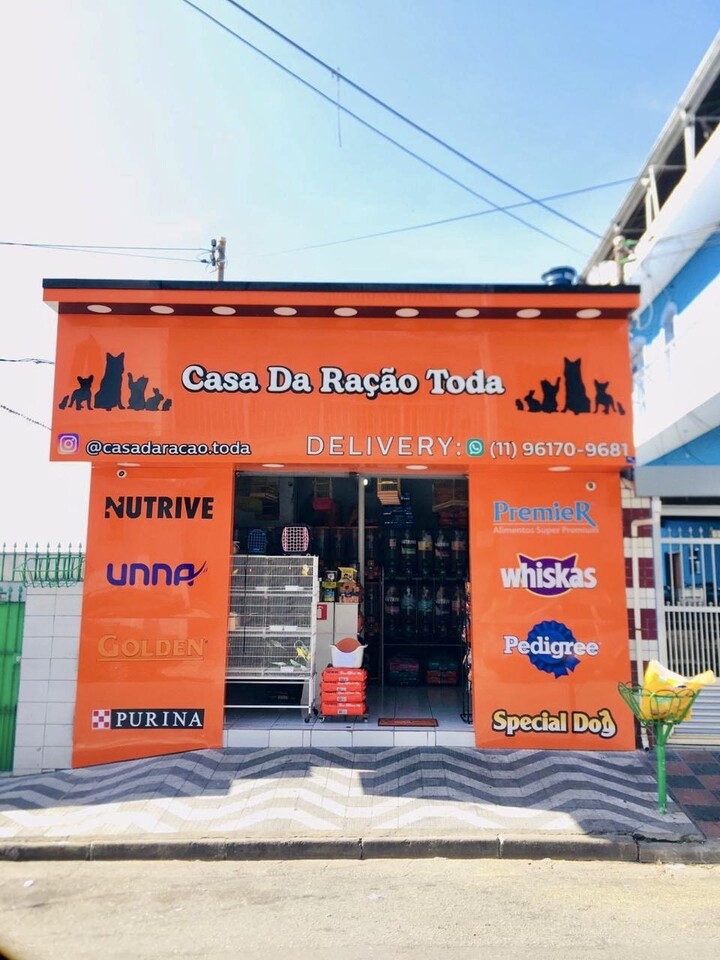 Casa Da Ração Toda
@casadaracao.toda
DELIVERY: (11) 96170-9681
NUTRIVE
UNNA
GOLDEN
PURINA
PremieR
Alimentos Super Premium
whiskas
Pedigree
Special Dog